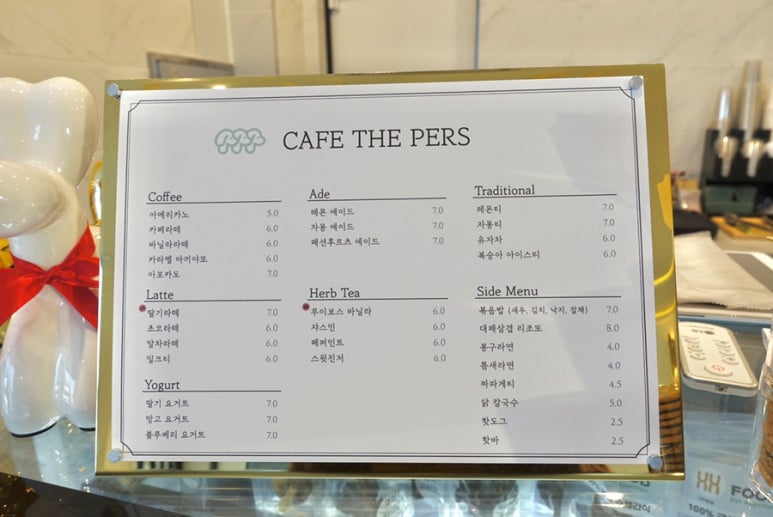 CAFE THE PERS
Coffee
아메리카노 5.0
카페라떼 6.0
바닐라라떼 6.0
카라멜 마끼야또 6.0
아포카도 7.0
Latte
딸기라떼 7.0
초코라떼 6.0
말차라떼 6.0
밀크티 6.0
Yogurt
딸기 요거트 7.0
망고 요거트 7.0
블루베리 요거트 7.0
Ade
레몬 에이드 7.0
자몽 에이드 7.0
패션후르츠 에이드 7.0
Herb Tea
루이보스 바닐라 6.0
쟈스민 6.0
페퍼민트 6.0
스윗진저 6.0
Traditional
레몬티 7.0
자몽티 7.0
유자차 6.0
복숭아 아이스티 6.0
Side Menu
볶음밥 (새우, 김치, 낙지, 잡채) 7.0
대패삼겹 리조또 8.0
봉구라면 4.0
틈새라면 4.0
짜파게티 4.5
닭 칼국수 5.0
핫도그 2.5
핫바 2.5
FOO
100%